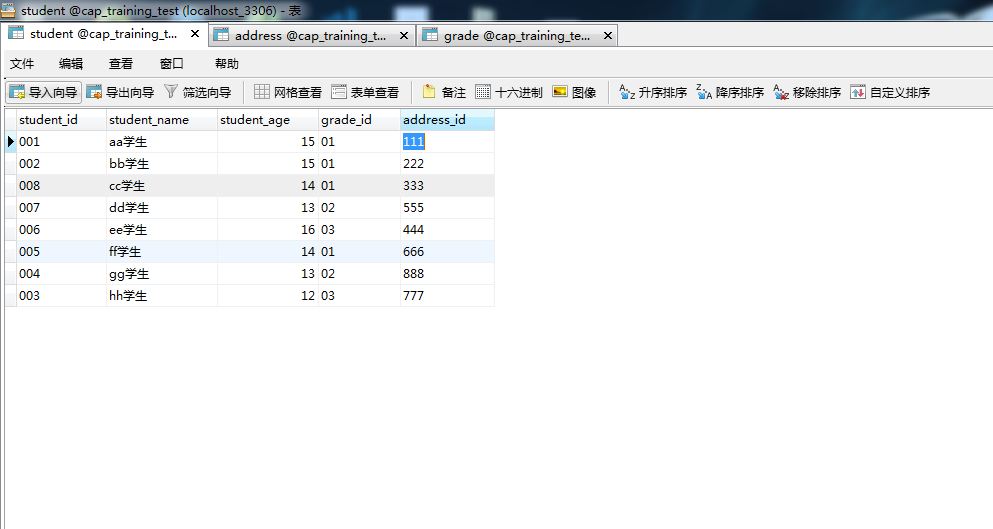 student @cap_training_test (localhost_3306) - 表
student @cap_training_t... address @cap_training_t... grade @cap_training_te...
文件 编辑 查看 窗口 帮助
导入向导 导出向导 筛选向导 网格查看 表单查看 备注 十六进制 图像 升序排序 降序排序 移除排序 自定义排序
student_id student_name student_age grade_id address_id
001 aa学生 15 01 111
002 bb学生 15 01 222
008 cc学生 14 01 333
007 dd学生 13 02 555
006 ee学生 16 03 444
005 ff学生 14 01 666
004 gg学生 13 02 888
003 hh学生 12 03 777